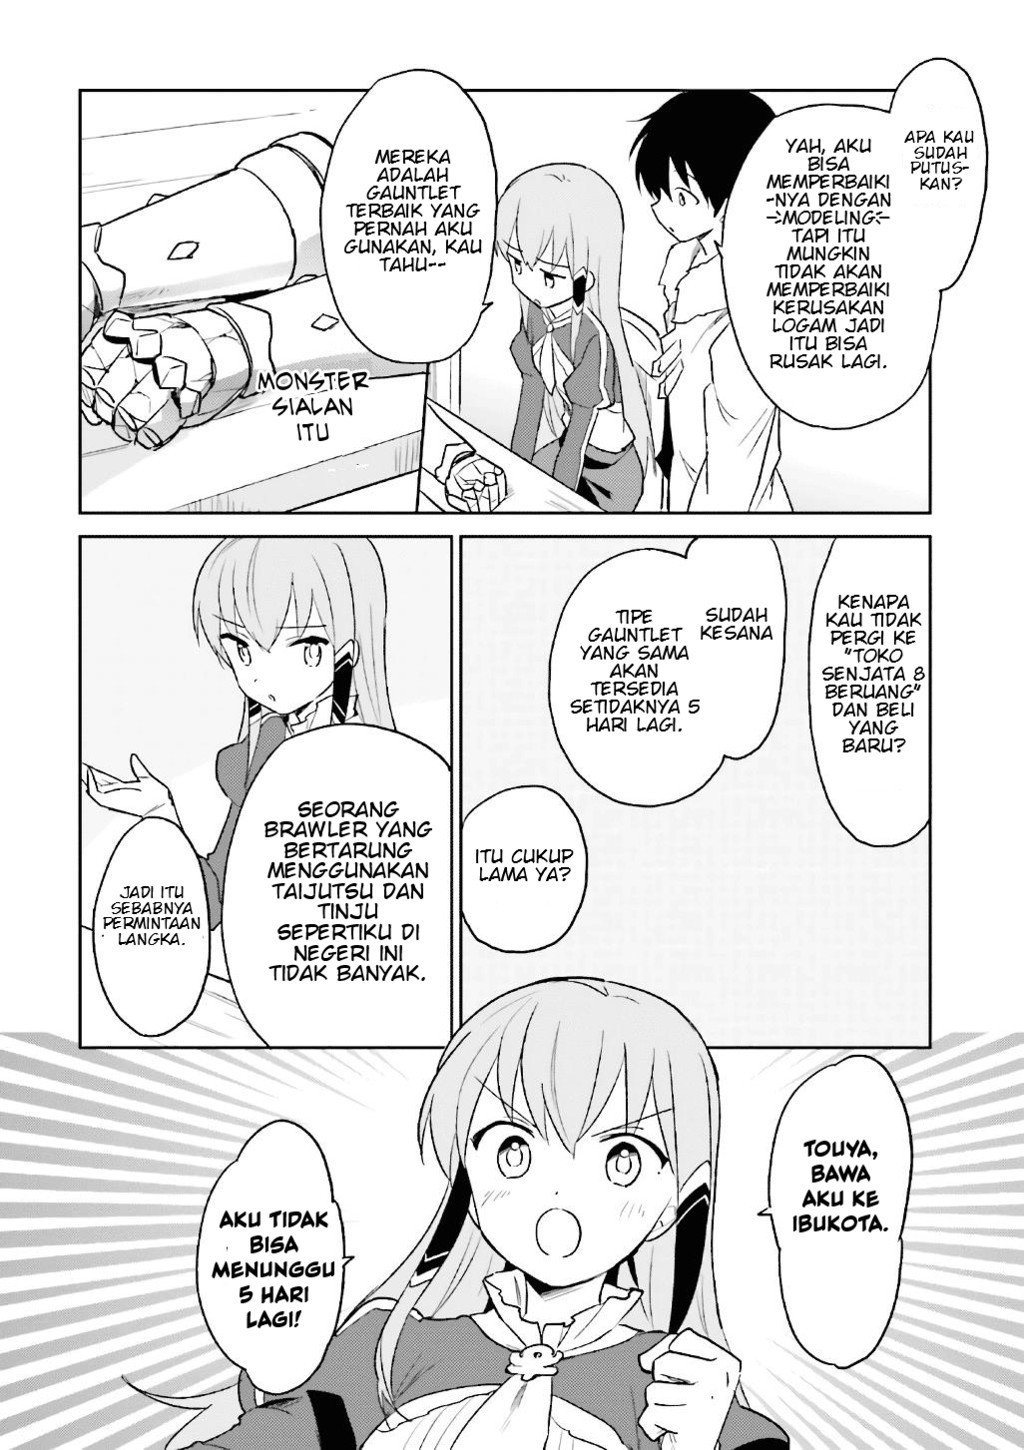 APA KAU
SUDAH
PUTUS-
KAN?
YAH, AKU
BISA
MEMPERBAIKI
-NYA DENGAN
-MODELING-
TAPI ITU
MUNGKIN
TIDAK AKAN
MEMPERBAIKI
KERUSAKAN
LOGAM JADI
ITU BISA
RUSAK LAGI.
MEREKA
ADALAH
GAUNTLET
TERBAIK YANG
PERNAH AKU
GUNAKAN, KAU
TAHU--
MONSTER
SIALAN
ITU
KENAPA
KAU TIDAK
PERGI KE
"TOKO
SENJATA 8
BERUANG"
DAN BELI
YANG
BARU?
SUDAH
KESANA
TIPE
GAUNTLET
YANG SAMA
AKAN
TERSEDIA
SETIDAKNYA 5
HARI LAGI.
ITU CUKUP
LAMA YA?
SEORANG
BRAWLER YANG
BERTARUNG
MENGGUNAKAN
TAIJUTSU DAN
TINJU
SEPERTIKU DI
NEGERI INI
TIDAK BANYAK.
JADI ITU
SEBABNYA
PERMINTAAN
LANGKA.
TOUYA,
BAWA
AKU KE
IBUKOTA.
AKU TIDAK
BISA
MENUNGGU
5 HARI
LAGI!